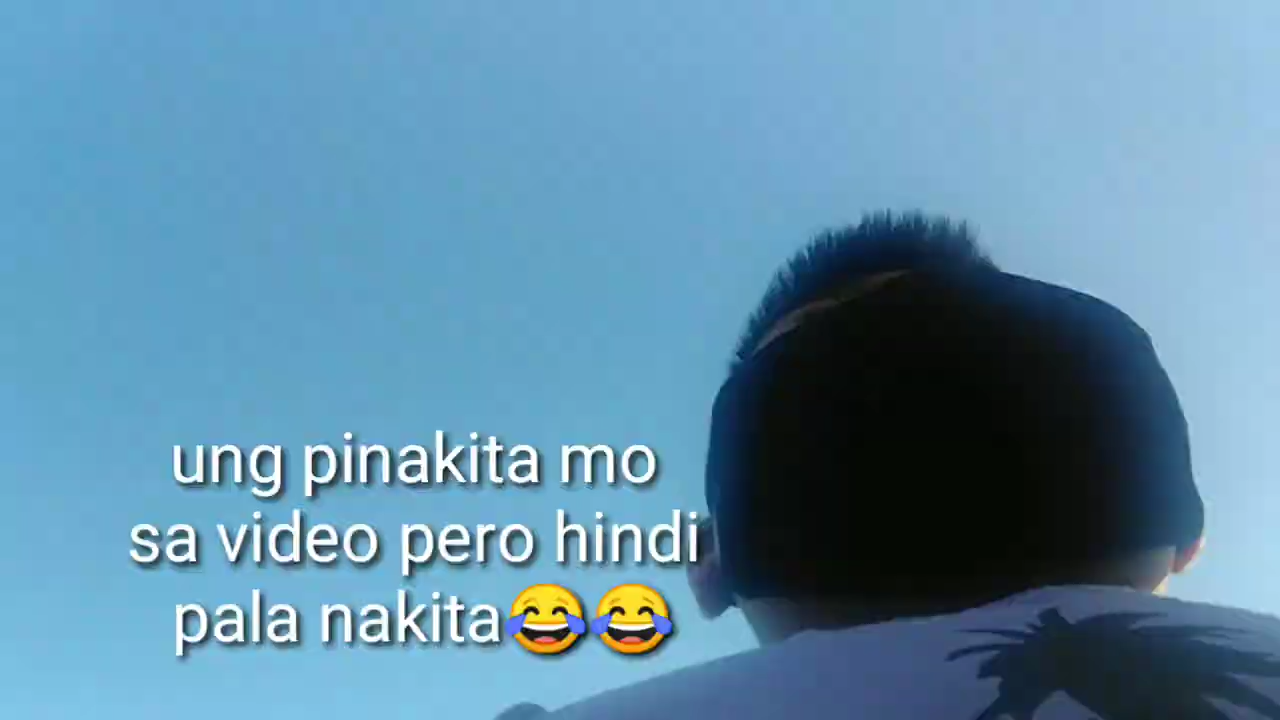 ung pinakita mo
sa video pero hindi
pala nakita😂😂